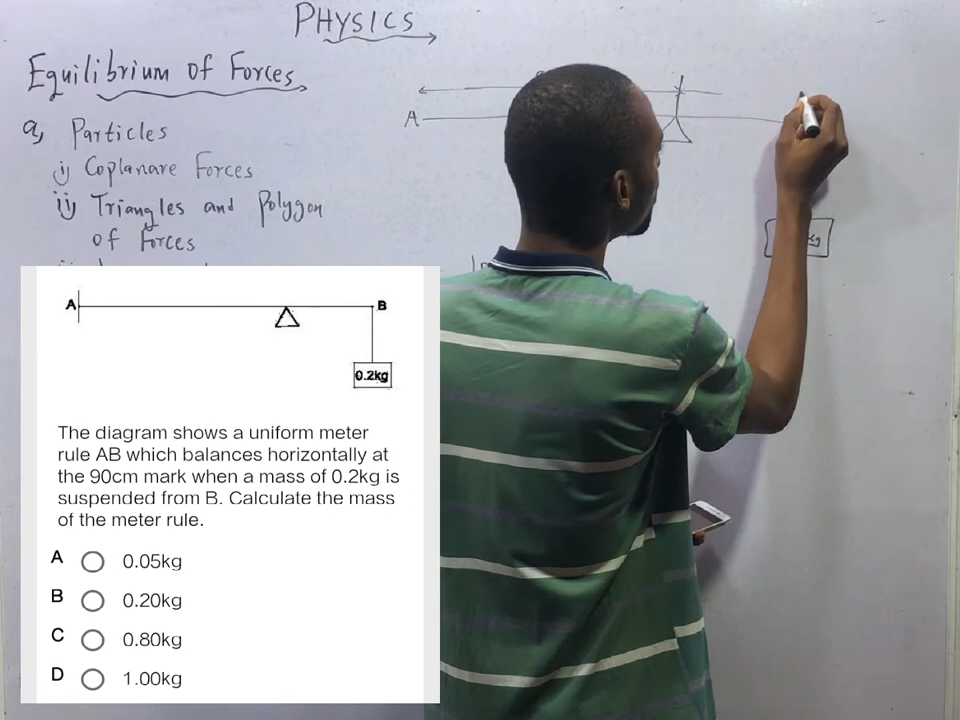 PHYSICS
Equilibrium of Forces
a, Particles
i) Coplanare Forces
ii) Triangles and Polygon
of Forces
A
kg
A
B
0.2kg
The diagram shows a uniform meter
rule AB which balances horizontally at
the 90cm mark when a mass of 0.2kg is
suspended from B. Calculate the mass
of the meter rule.
A 0.05kg
B 0.20kg
C 0.80kg
D 1.00kg